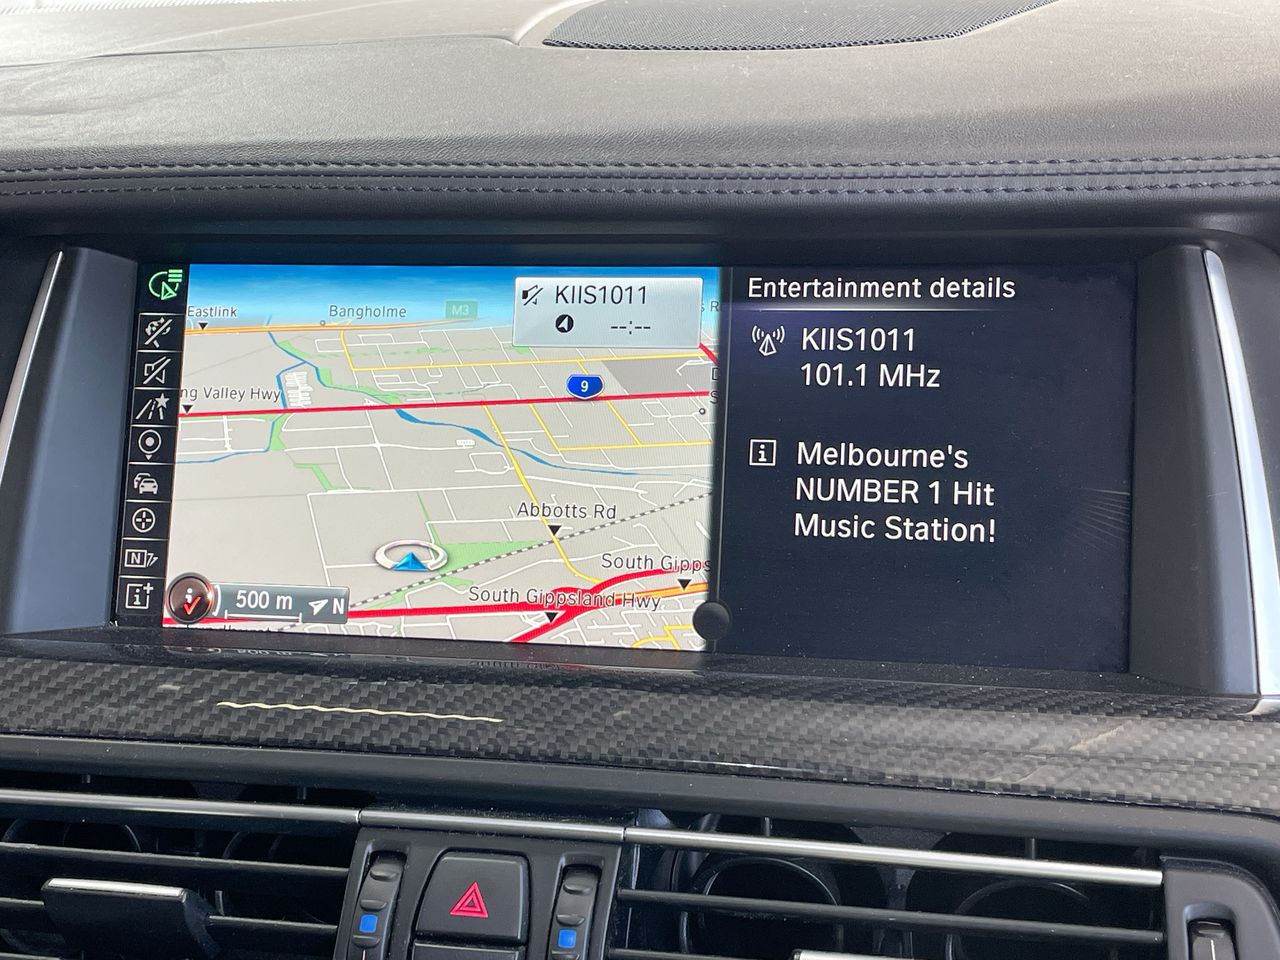 Eastlink
Bangholme
M3
KIIS1011
--:--
ng Valley Hwy
9
Abbotts Rd
South Gipps
South Gippsland Hwy
500 m
N
N
Entertainment details
KIIS1011
101.1 MHz
Melbourne's
NUMBER 1 Hit
Music Station!